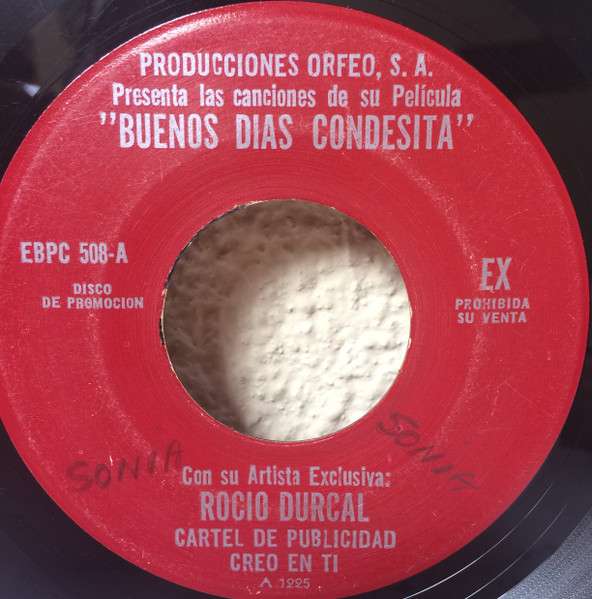 PRODUCCIONES ORFEO, S. A.
Presenta las canciones de su Película
"BUENOS DIAS CONDESITA"
EBPC 508-A
DISCO
DE PROMOCION
EX
PROHIBIDA
SU VENTA
SONIA
SONIA
Con su Artista Exclusiva:
ROCIO DURCAL
CARTEL DE PUBLICIDAD
CREO EN TI
A 1225